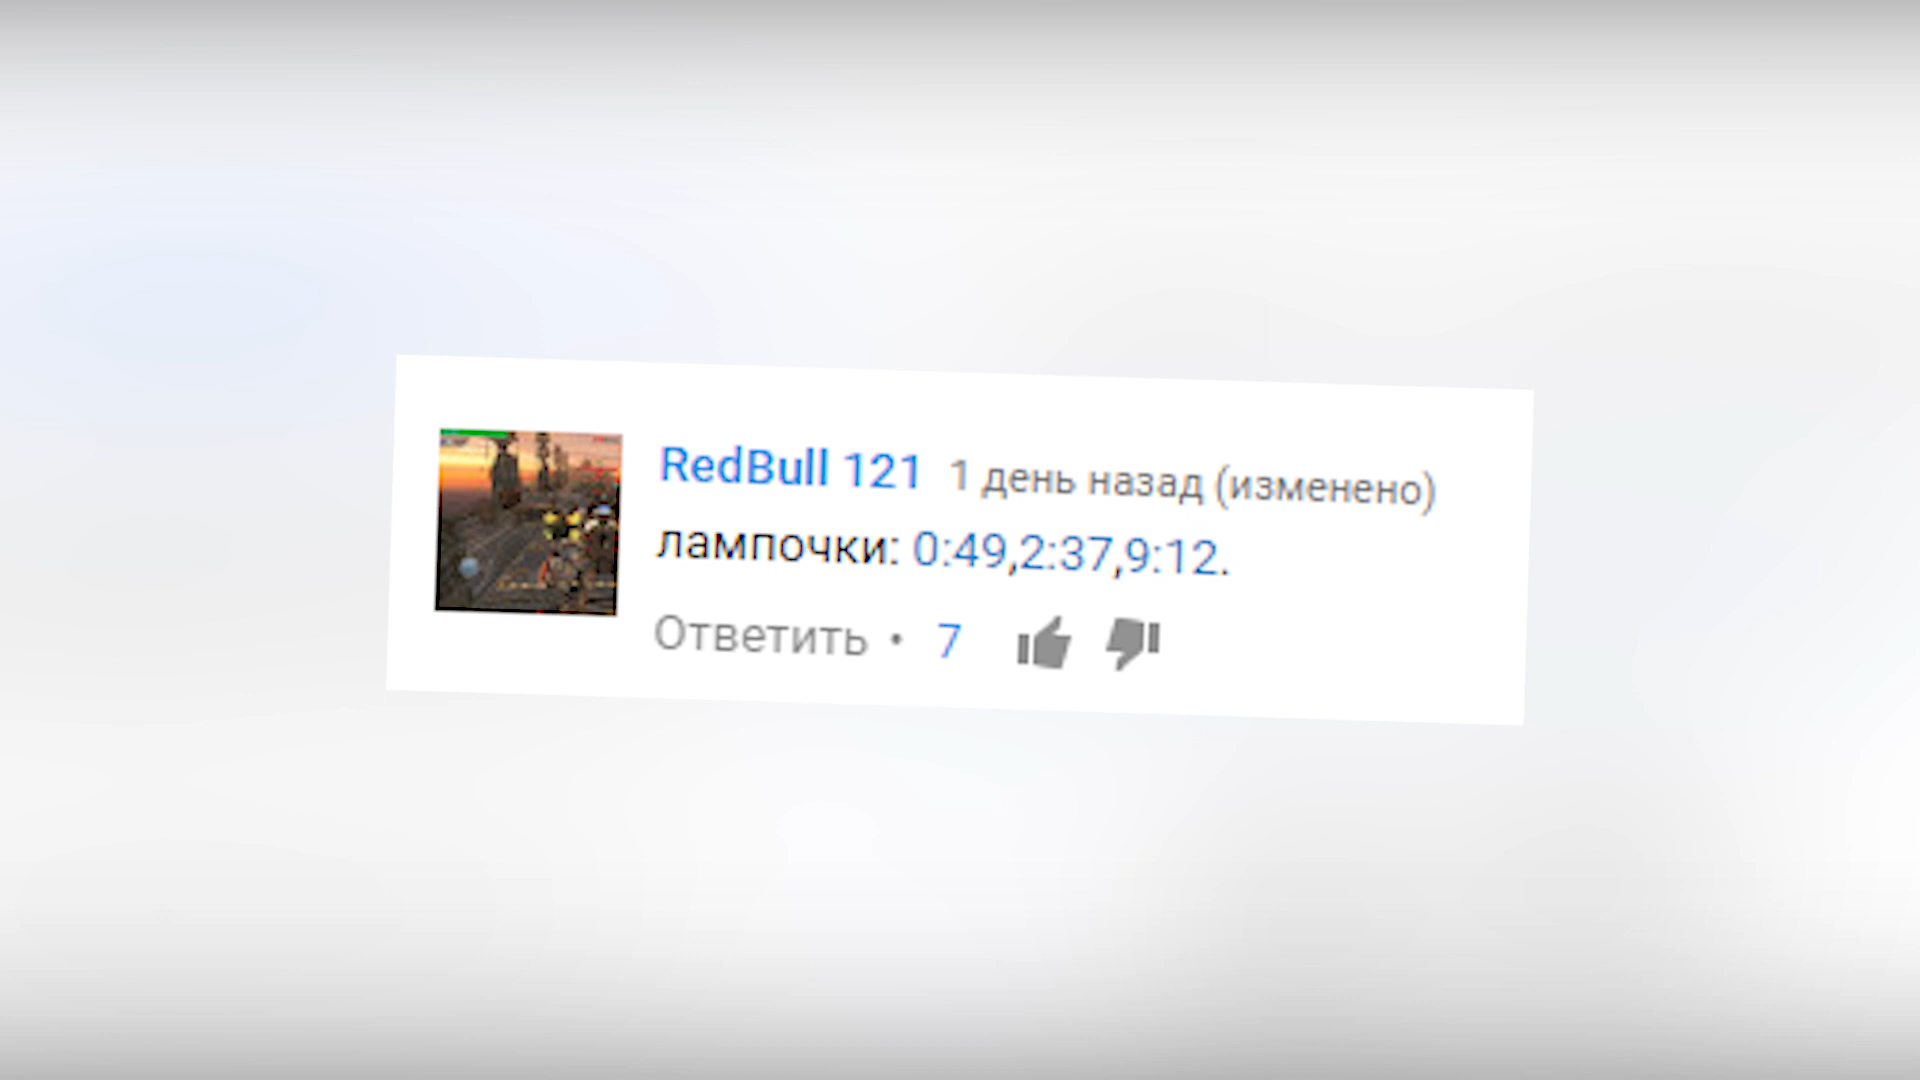 RedBull 121 1 день назад (изменено)
лампочки: 0:49,2:37,9:12.
Ответить • 7